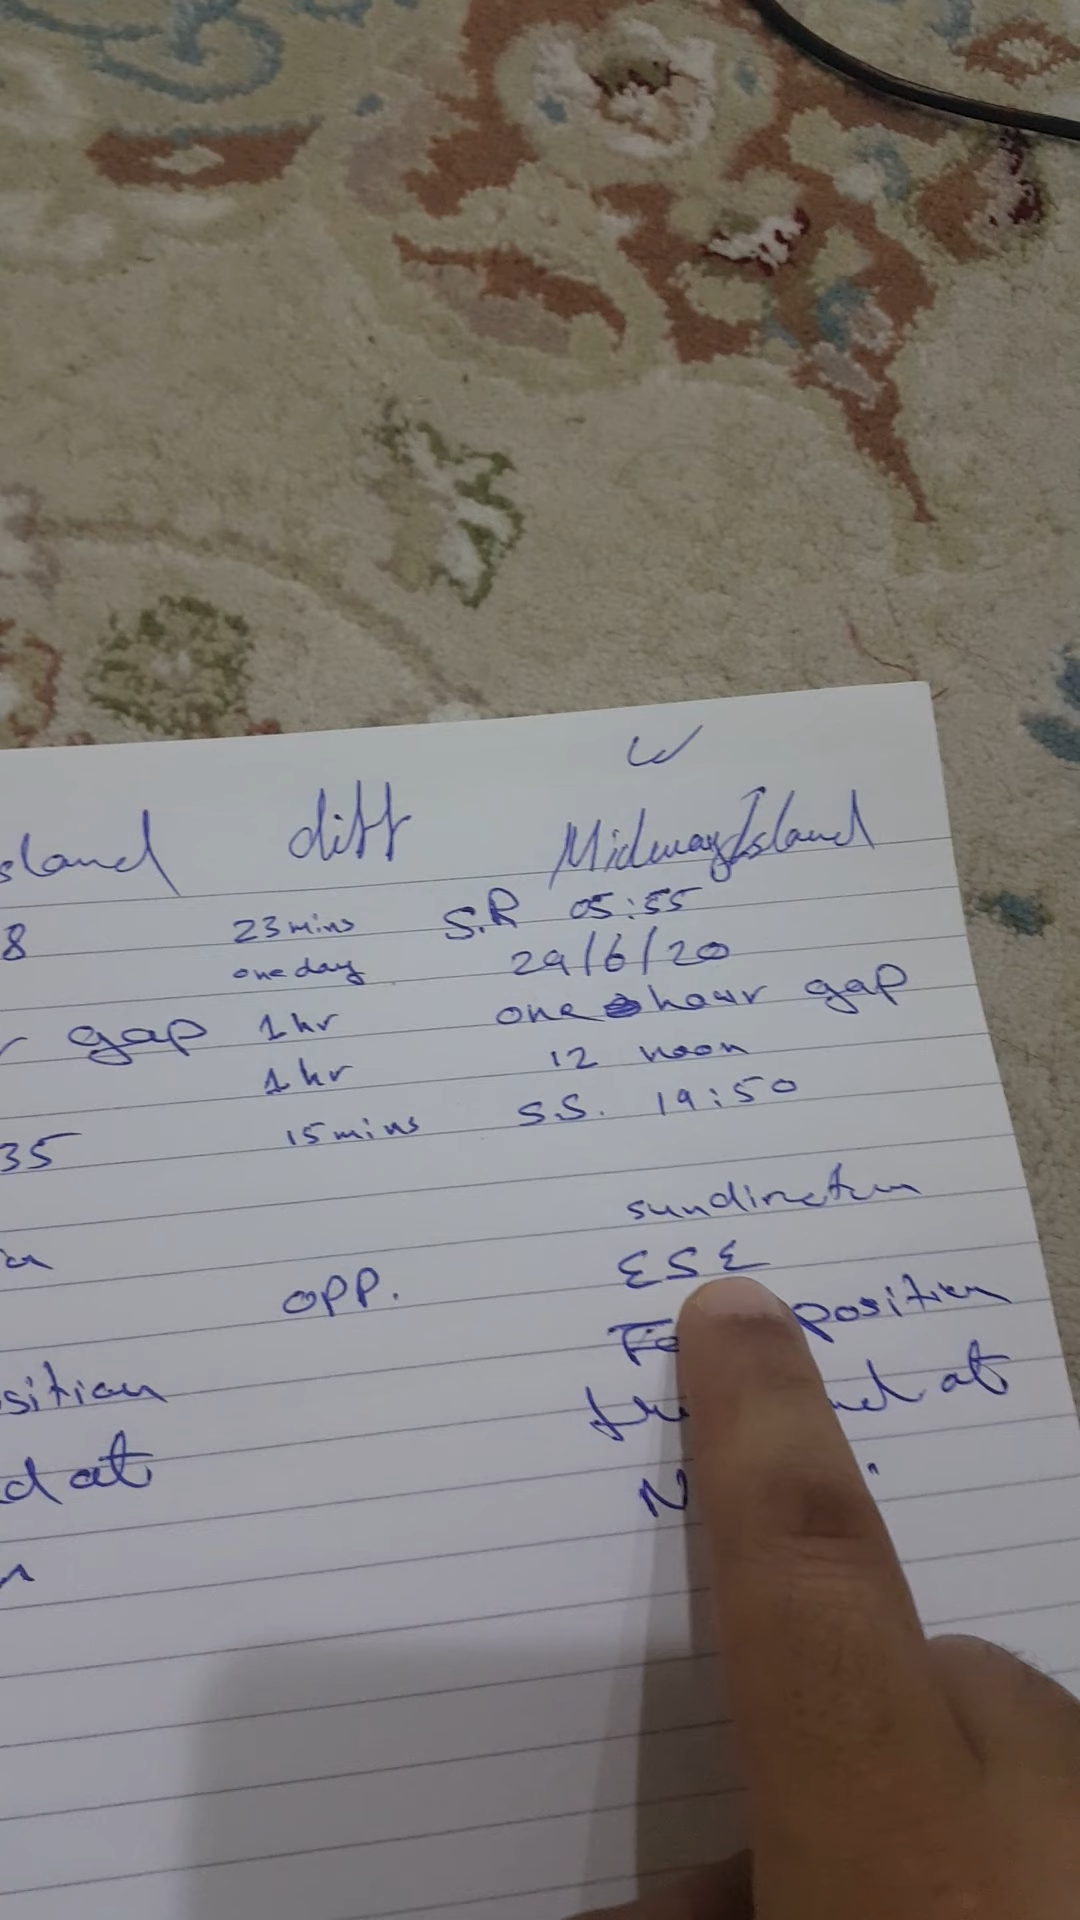 W
sland diff Midway Island
8 23 mins S.R 05:55
one day 29/6/20
gap 1 hr one hour gap
1 hr 12 noon
35 15 mins S.S. 19:50
sundirection
OPP. ESE
position
sition
d at
N